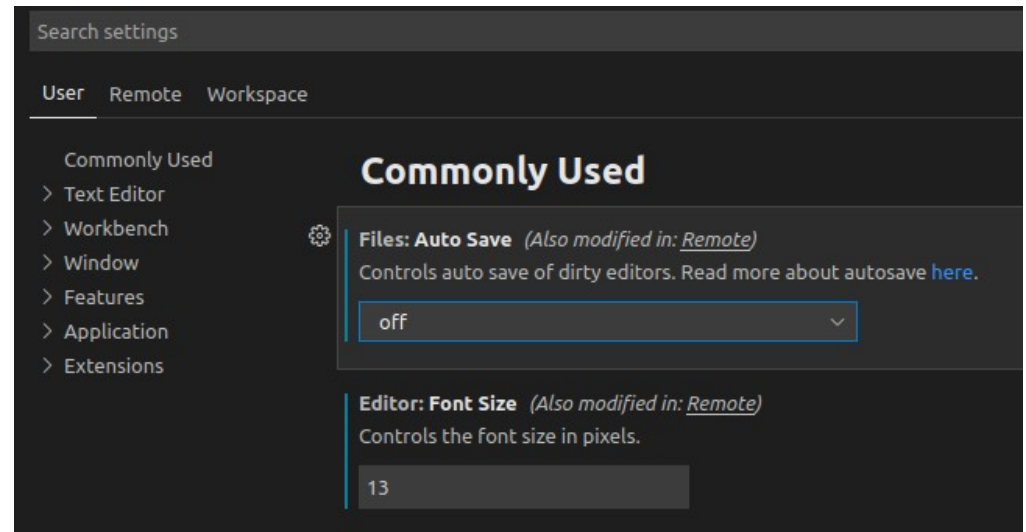 Search settings
User Remote Workspace
Commonly Used
Text Editor
Workbench
Window
Features
Application
Extensions
Commonly Used
Files: Auto Save (Also modified in: Remote)
Controls auto save of dirty editors. Read more about autosave here.
off
Editor: Font Size (Also modified in: Remote)
Controls the font size in pixels.
13